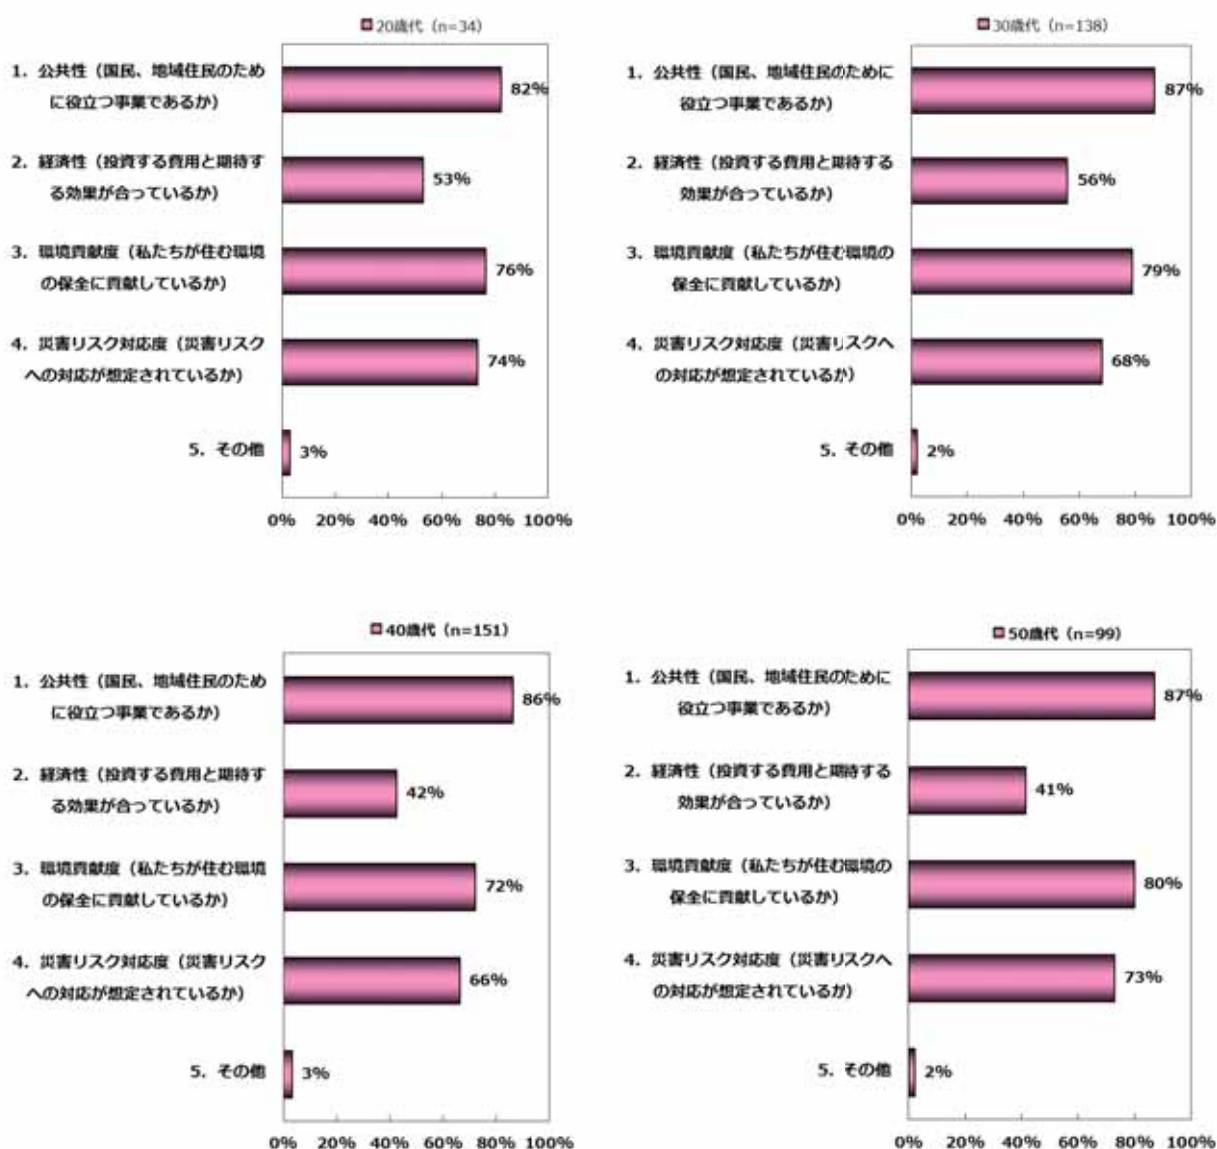 20歳代（n=34）
1．公共性（国民、地域住民のため
に役立つ事業であるか）
82%
2．経済性（投資する費用と期待す
る効果が合っているか）
53%
3．環境貢献度（私たちが住む環境
の保全に貢献しているか）
76%
4．災害リスク対応度（災害リスク
への対応が想定されているか）
74%
5．その他
3%
0% 20% 40% 60% 80% 100%
30歳代（n=138）
1．公共性（国民、地域住民のために
役立つ事業であるか）
87%
2．経済性（投資する費用と期待する
効果が合っているか）
56%
3．環境貢献度（私たちが住む環境の
保全に貢献しているか）
79%
4．災害リスク対応度（災害リスクへ
の対応が想定されているか）
68%
5．その他
2%
0% 20% 40% 60% 80% 100%
40歳代（n=151）
1．公共性（国民、地域住民のため
に役立つ事業であるか）
86%
2．経済性（投資する費用と期待す
る効果が合っているか）
42%
3．環境貢献度（私たちが住む環境
の保全に貢献しているか）
72%
4．災害リスク対応度（災害リスク
への対応が想定されているか）
66%
5．その他
3%
0% 20% 40% 60% 80% 100%
50歳代（n=99）
1．公共性（国民、地域住民のために
役立つ事業であるか）
87%
2．経済性（投資する費用と期待する
効果が合っているか）
41%
3．環境貢献度（私たちが住む環境の
保全に貢献しているか）
80%
4．災害リスク対応度（災害リスクへ
の対応が想定されているか）
73%
5．その他
2%
0% 20% 40% 60% 80% 100%